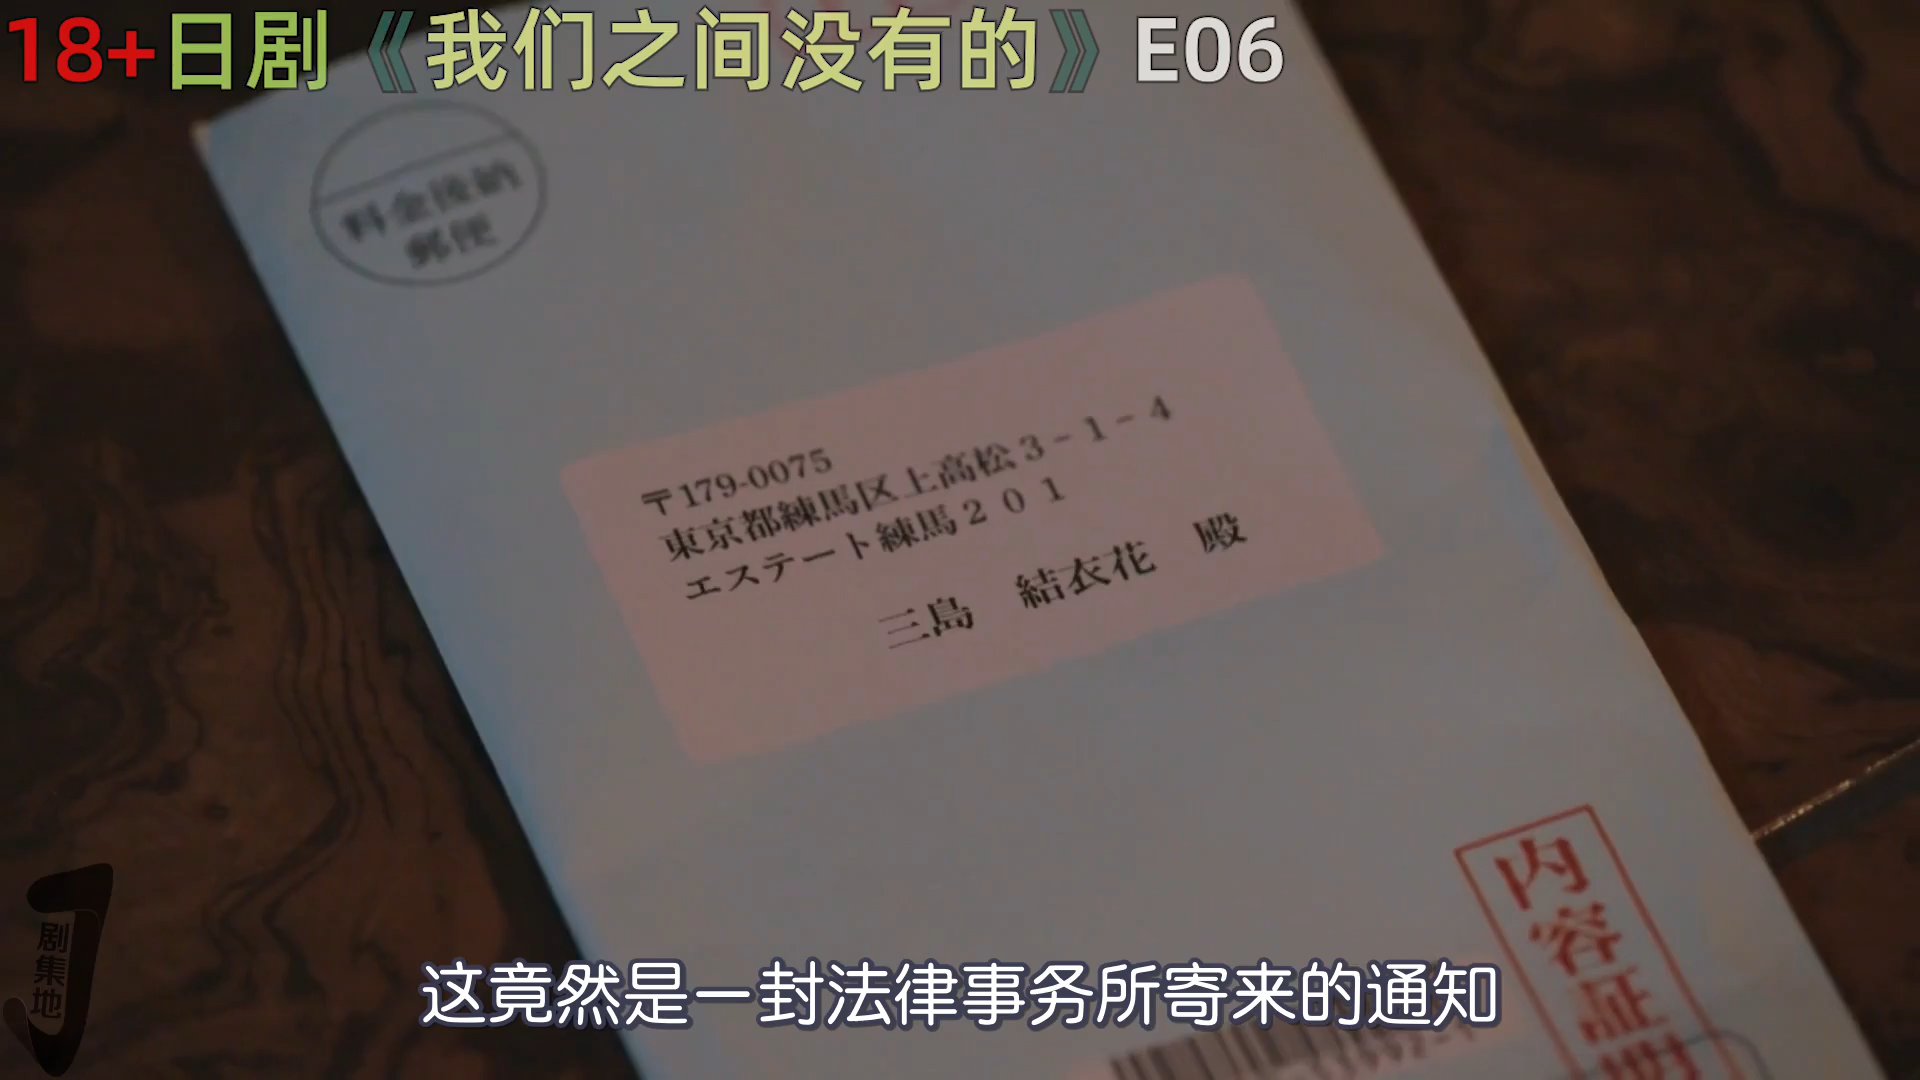 18+日剧《我们之间没有的》E06
料金後納
郵便
〒179-0075
東京都練馬区上高松3-1-4
エステート練馬201
三島 結衣花 殿
内容証明
剧集地
这竟然是一封法律事务所寄来的通知